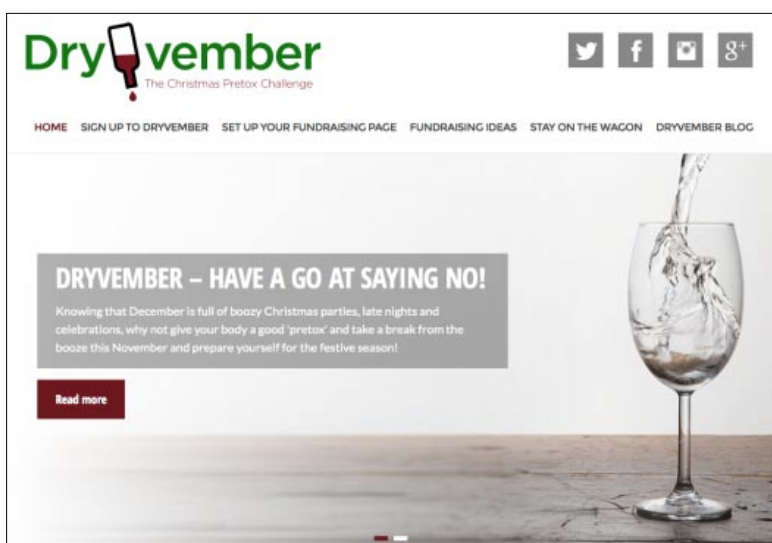 Dryvember
The Christmas Pretox Challenge
f
g+
HOME SIGN UP TO DRYVEMBER SET UP YOUR FUNDRAISING PAGE FUNDRAISING IDEAS STAY ON THE WAGON DRYVEMBER BLOG
DRYVEMBER – HAVE A GO AT SAYING NO!
Knowing that December is full of boozy Christmas parties, late nights and
celebrations, why not give your body a good 'pretox' and take a break from the
booze this November and prepare yourself for the festive season!
Read more